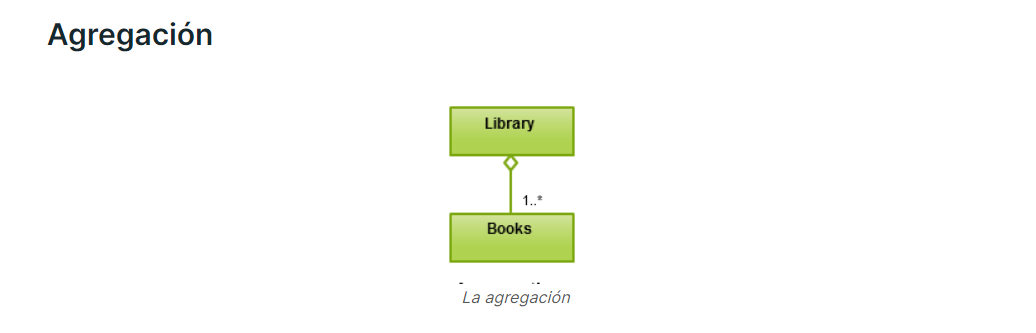 Agregación
Library
1..*
Books
La agregación